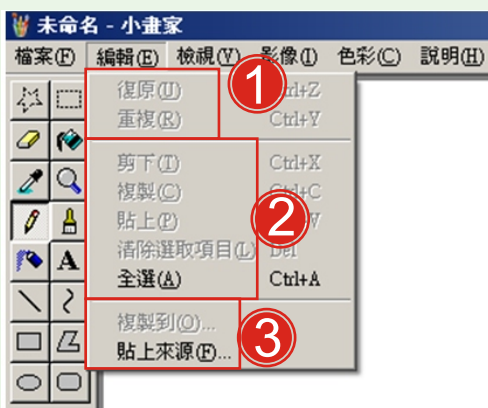 未命名 - 小畫家
檔案(F) 編輯(E) 檢視(V) 影像(I) 色彩(C) 說明(H)
復原(U) Ctrl+Z
重複(R) Ctrl+Y
剪下(T) Ctrl+X
複製(C) Ctrl+C
貼上(P)
清除選取項目(L) Del
全選(A) Ctrl+A
複製到(O)...
貼上來源(F)...
1
2
3
A